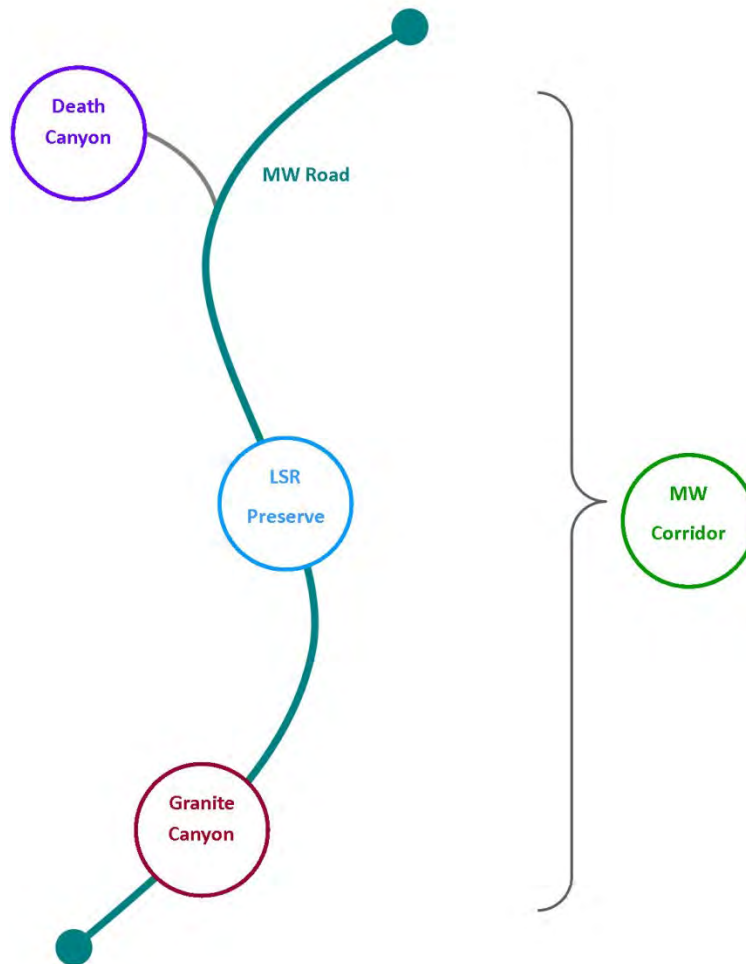 Death
Canyon
MW Road
LSR
Preserve
MW
Corridor
Granite
Canyon